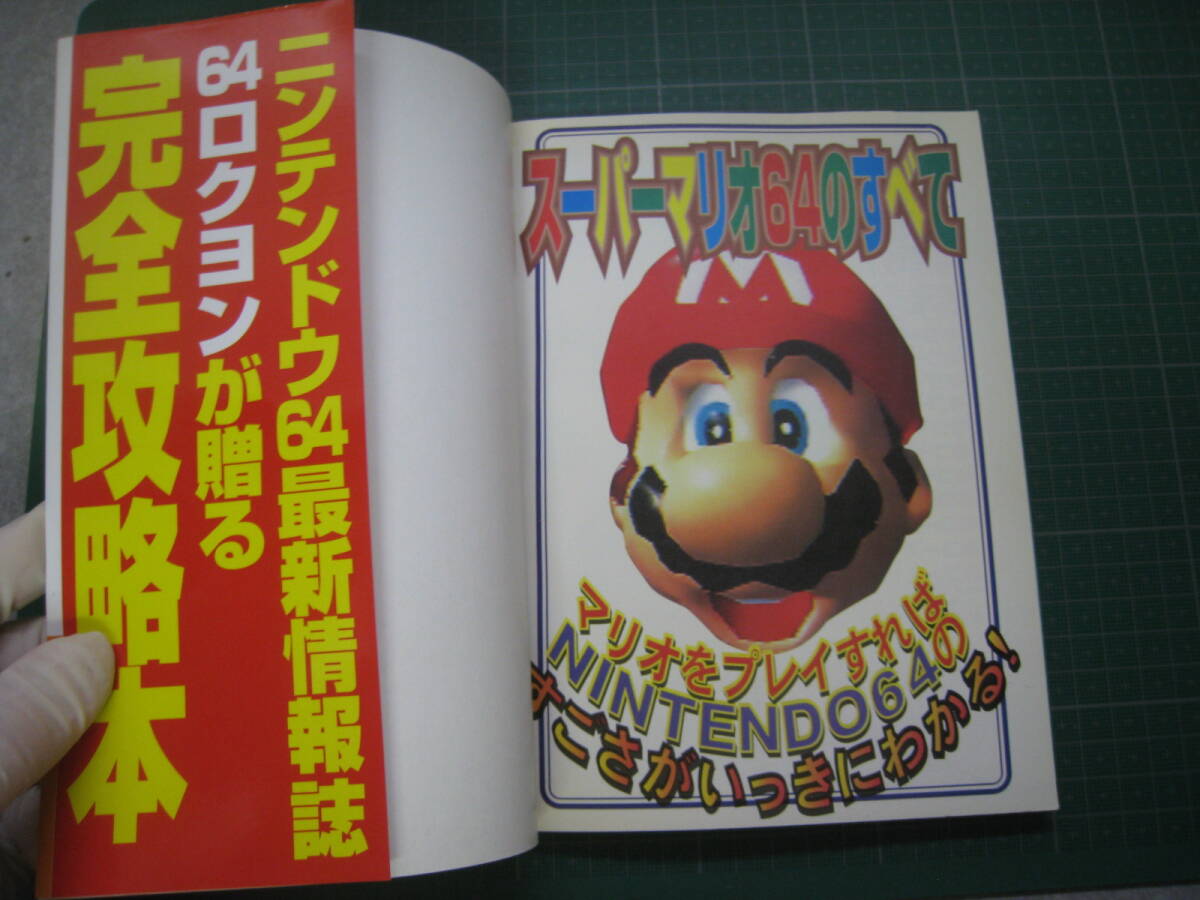 ニンテンドウ64最新情報誌
64ロクヨンが贈る
完全攻略本
スーパーマリオ64のすべて
M
マリオをプレイすれば
NINTENDO64の
すごさがいっきにわかる!